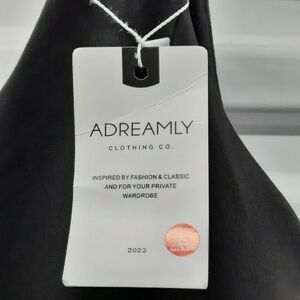 ADREAMLY
CLOTHING CO.
INSPIRED BY FASHION & CLASSIC
AND FOR YOUR PRIVATE
WARDROBE
2023